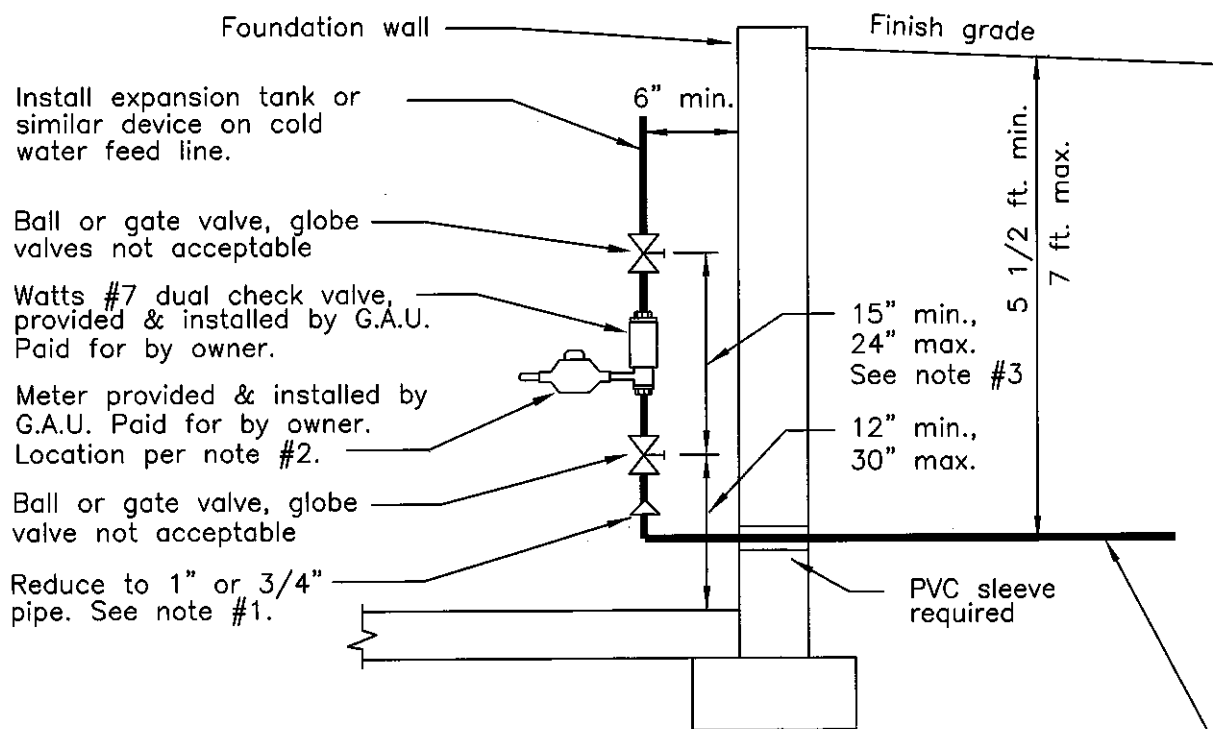 Foundation wall
Finish grade
Install expansion tank or
similar device on cold
water feed line.
6" min.
Ball or gate valve, globe
valves not acceptable
Watts #7 dual check valve,
provided & installed by G.A.U.
Paid for by owner.
Meter provided & installed by
G.A.U. Paid for by owner.
Location per note #2.
Ball or gate valve, globe
valve not acceptable
Reduce to 1" or 3/4"
pipe. See note #1.
15" min.,
24" max.
See note #3
12" min.,
30" max.
5 1/2 ft. min.
7 ft. max.
PVC sleeve
required